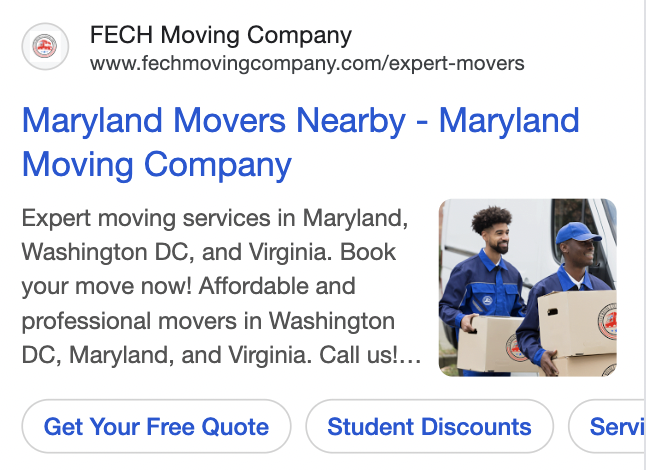 FECH Moving Company
www.fechmovingcompany.com/expert-movers
Maryland Movers Nearby - Maryland
Moving Company
Expert moving services in Maryland,
Washington DC, and Virginia. Book
your move now! Affordable and
professional movers in Washington
DC, Maryland, and Virginia. Call us!...
Get Your Free Quote
Student Discounts
Servi